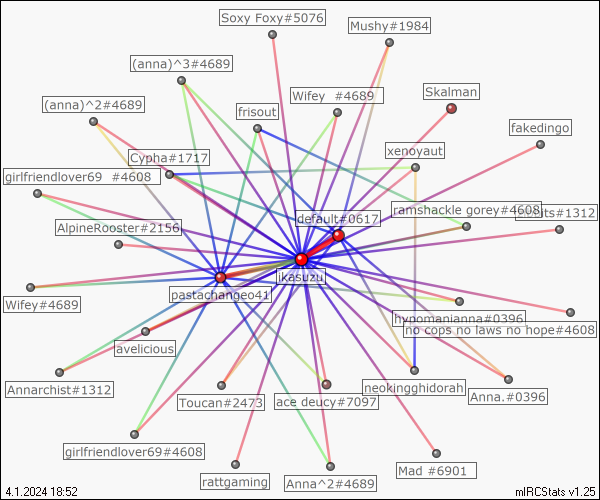 Soxy Foxy#5076
Mushy#1984
(anna)^3#4689
Wifey #4689
Skalman
(anna)^2#4689
frisout
fakedingo
Cypha#1717
xenoyaut
girlfriendlover69 #4608
ramshackle gorey#4608
#1312
default#0617
AlpineRooster#2156
ikasuzu
pastachangeo41
Wifey#4689
hypomanianna#0396
no cops no laws no hope#4608
avelicious
Annarchist#1312
neokingghidorah
Anna.#0396
Toucan#2473
ace deucy#7097
girlfriendlover69#4608
rattgaming
Anna^2#4689
Mad #6901
4.1.2024 18:52
mIRCStats v1.25